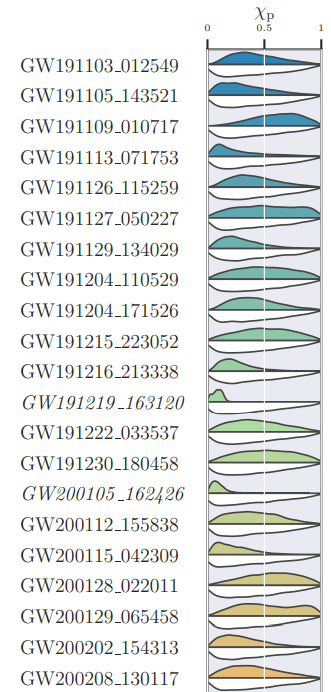 χp
0 0.5 1
GW191103_012549
GW191105_143521
GW191109_010717
GW191113_071753
GW191126_115259
GW191127_050227
GW191129_134029
GW191204_110529
GW191204_171526
GW191215_223052
GW191216_213338
GW191219_163120
GW191222_033537
GW191230_180458
GW200105_162426
GW200112_155838
GW200115_042309
GW200128_022011
GW200129_065458
GW200202_154313
GW200208_130117